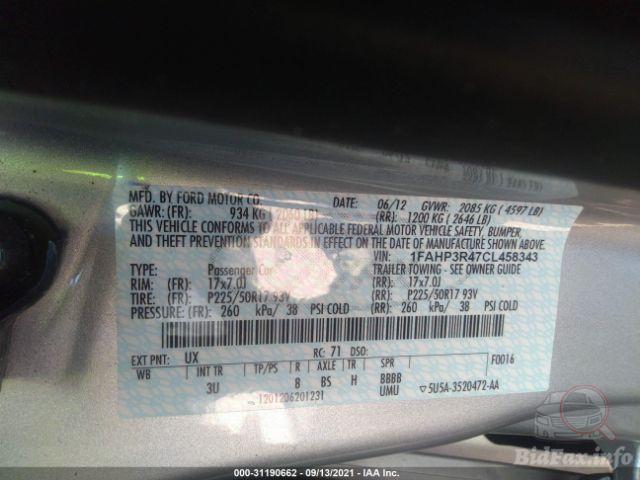 MFD. BY FORD MOTOR CO. DATE: 06/12 GVWR: 2085 KG ( 4597 LB)
GAWR: (FR): 934 KG ( 2060 LB) (RR): 1200 KG ( 2646 LB)
THIS VEHICLE CONFORMS TO ALL APPLICABLE FEDERAL MOTOR VEHICLE SAFETY, BUMPER,
AND THEFT PREVENTION STANDARDS IN EFFECT ON THE DATE OF MANUFACTURE SHOWN ABOVE
VIN: 1FAHP3R47CL458343
TYPE: Passenger Car TRAILER TOWING - SEE OWNER GUIDE
RIM: 17x7.0J (RR): 17x7.0J
TIRE: P225/50R17 93V (RR): P225/50R17 93V
PRESSURE: (FR): 260 kPa/ 38 PSI COLD (RR): 260 kPa/ 38 PSI COLD
EXT PNT: UX RC: 71 DSO: F0016
WB INT TR TP/PS R AXLE TR SPR
3U 8 BS H BBBB
UMU 5U5A-3520472-AA
1201206201231
BidFax.info
000-31190662 - 09/13/2021 - IAA Inc.